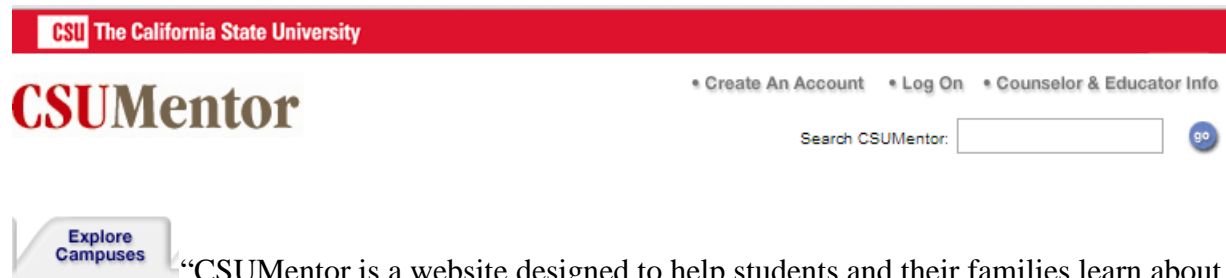 CSU The California State University
• Create An Account • Log On • Counselor & Educator Info
CSUMentor
Search CSUMentor: go
Explore
Campuses
“CSUMentor is a website designed to help students and their families learn about